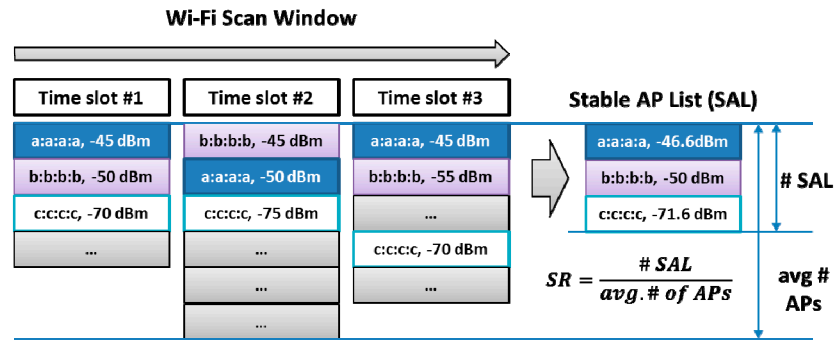 Wi-Fi Scan Window
Time slot #1
Time slot #2
Time slot #3
Stable AP List (SAL)
a:a:a:a, -45 dBm
b:b:b:b, -45 dBm
a:a:a:a, -45 dBm
a:a:a:a, -46.6dBm
b:b:b:b, -50 dBm
a:a:a:a, -50 dBm
b:b:b:b, -55 dBm
b:b:b:b, -50 dBm
# SAL
c:c:c:c, -70 dBm
c:c:c:c, -75 dBm
...
c:c:c:c, -71.6 dBm
...
...
c:c:c:c, -70 dBm
...
...
...
SR = # SAL / avg. # of APs
avg #
APs